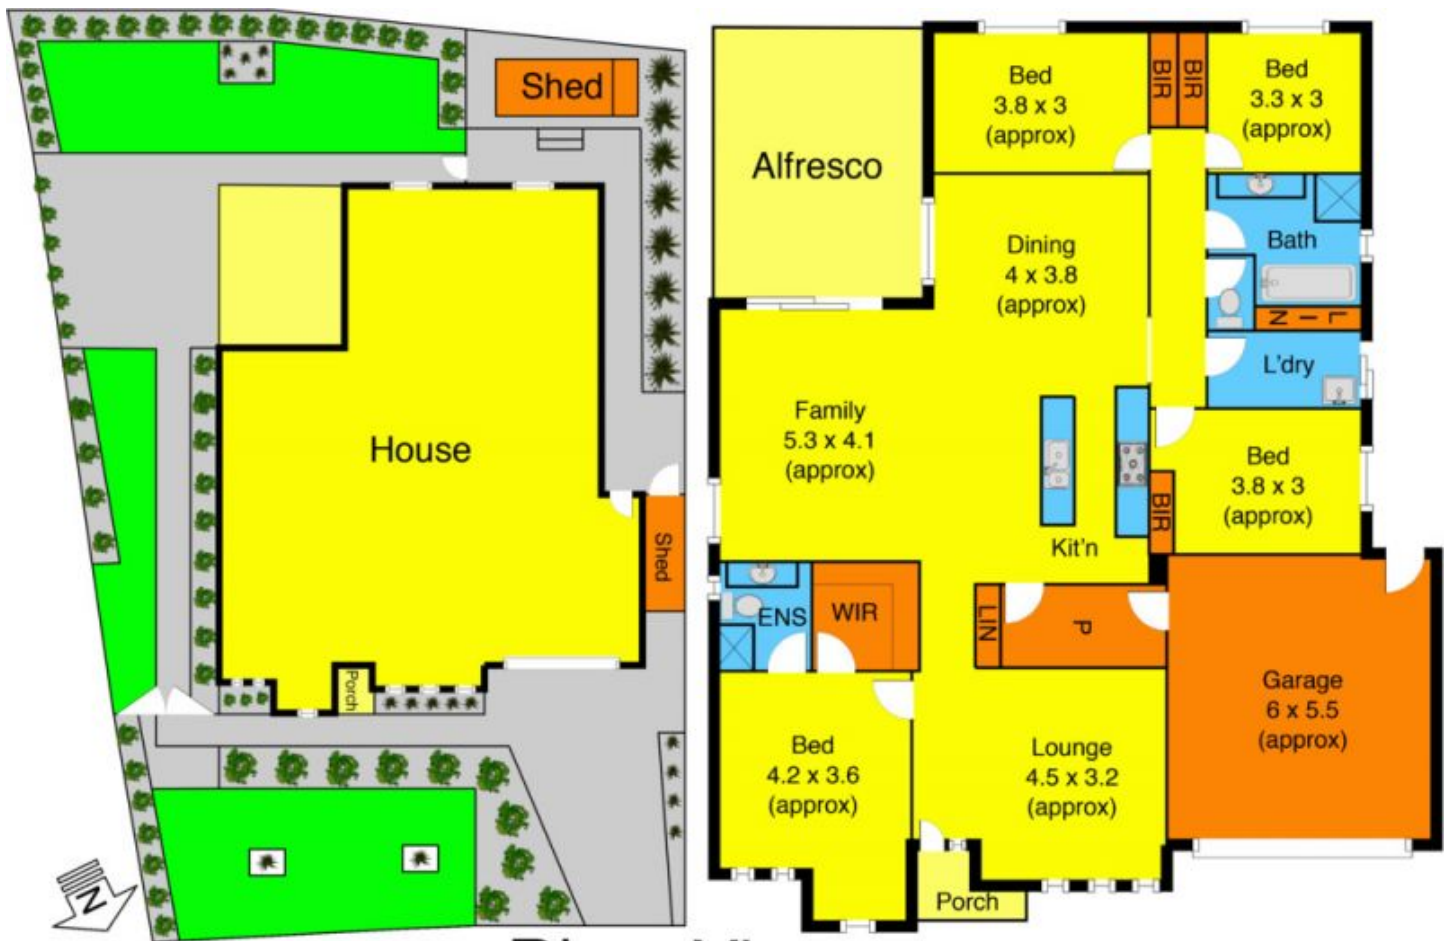 Shed
House
Shed
Porch
N
Alfresco
Bed
3.8 x 3
(approx)
BIR
BIR
Bed
3.3 x 3
(approx)
Dining
4 x 3.8
(approx)
Bath
LIN
L'dry
Family
5.3 x 4.1
(approx)
Kit'n
Bed
3.8 x 3
(approx)
BIR
ENS
WIR
LIN
P
Garage
6 x 5.5
(approx)
Bed
4.2 x 3.6
(approx)
Lounge
4.5 x 3.2
(approx)
Porch